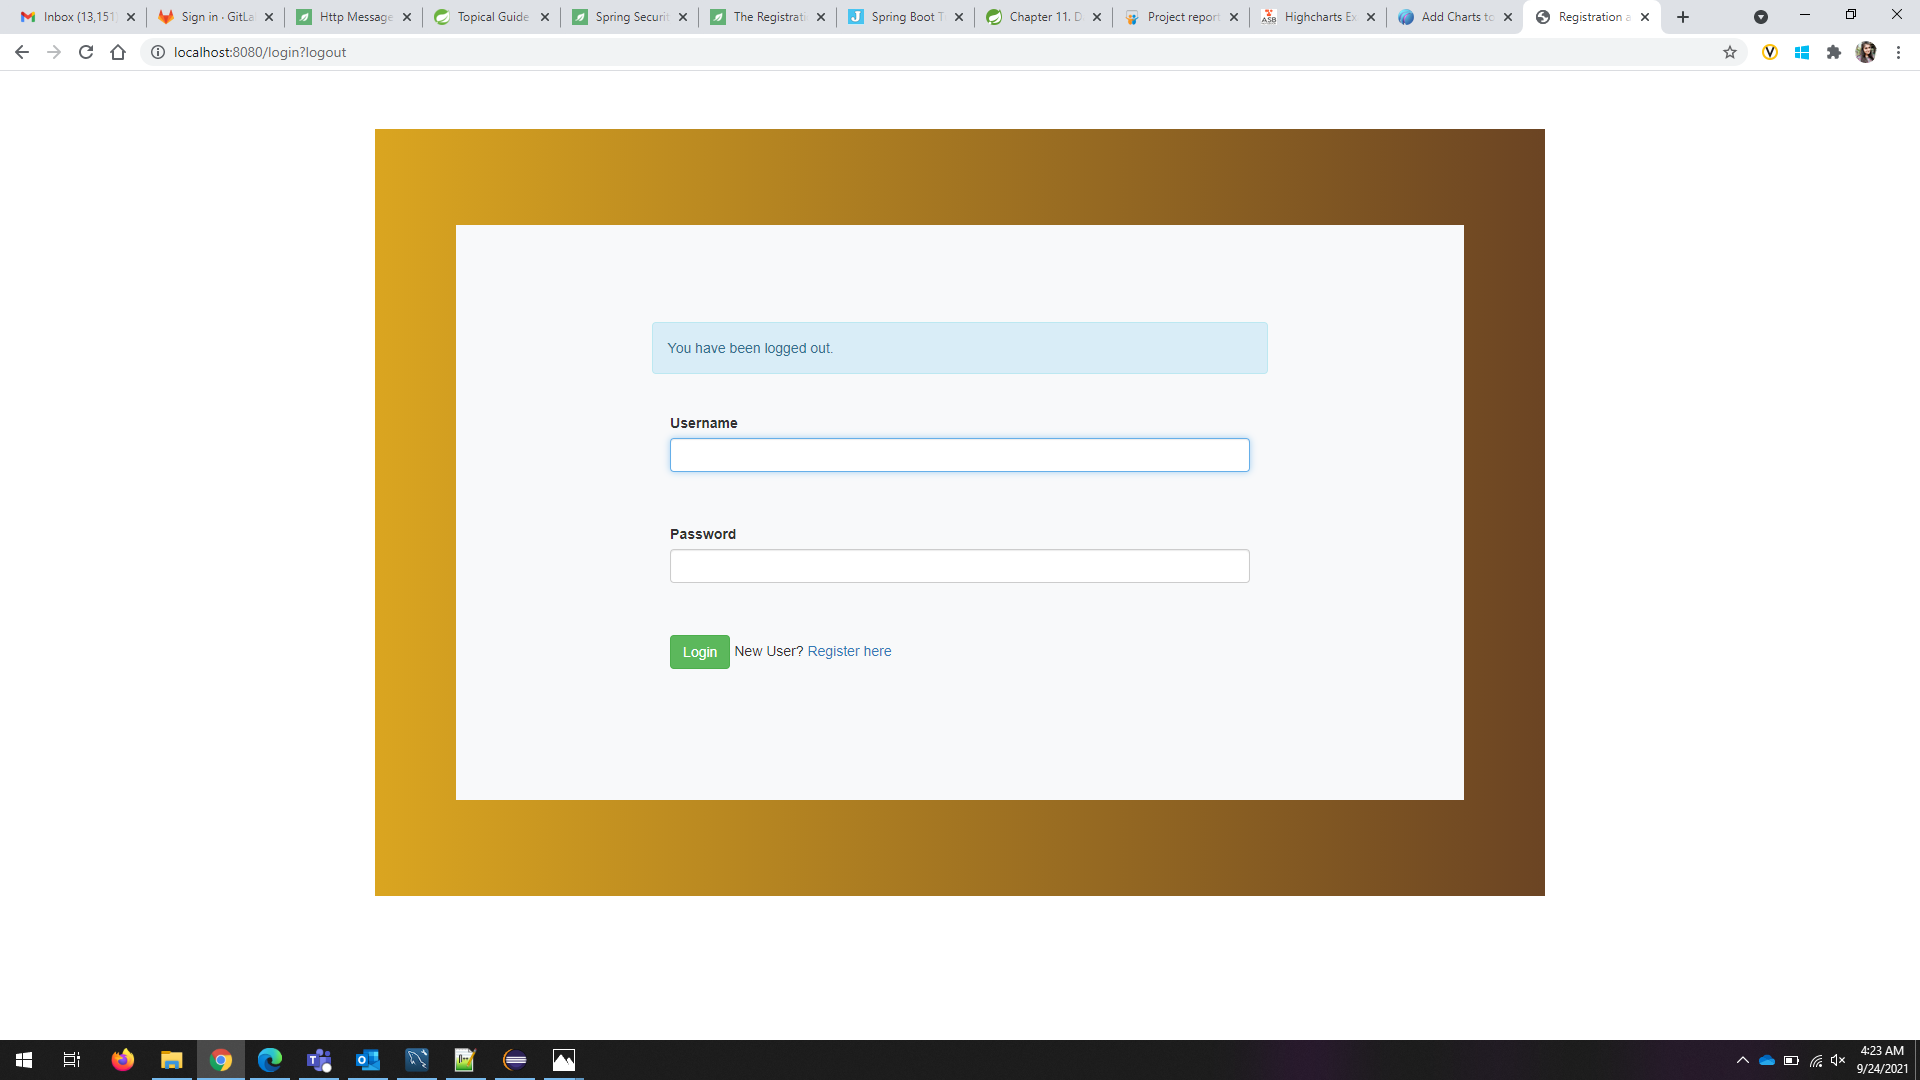 Inbox (13,151
Sign in · GitLa
Http Message
Topical Guide
Spring Securit
The Registrati
Spring Boot T
Chapter 11. D
Project report
Highcharts Ex
Add Charts to
Registration a
localhost:8080/login?logout
You have been logged out.
Username
Password
Login New User? Register here
4:23 AM
9/24/2021